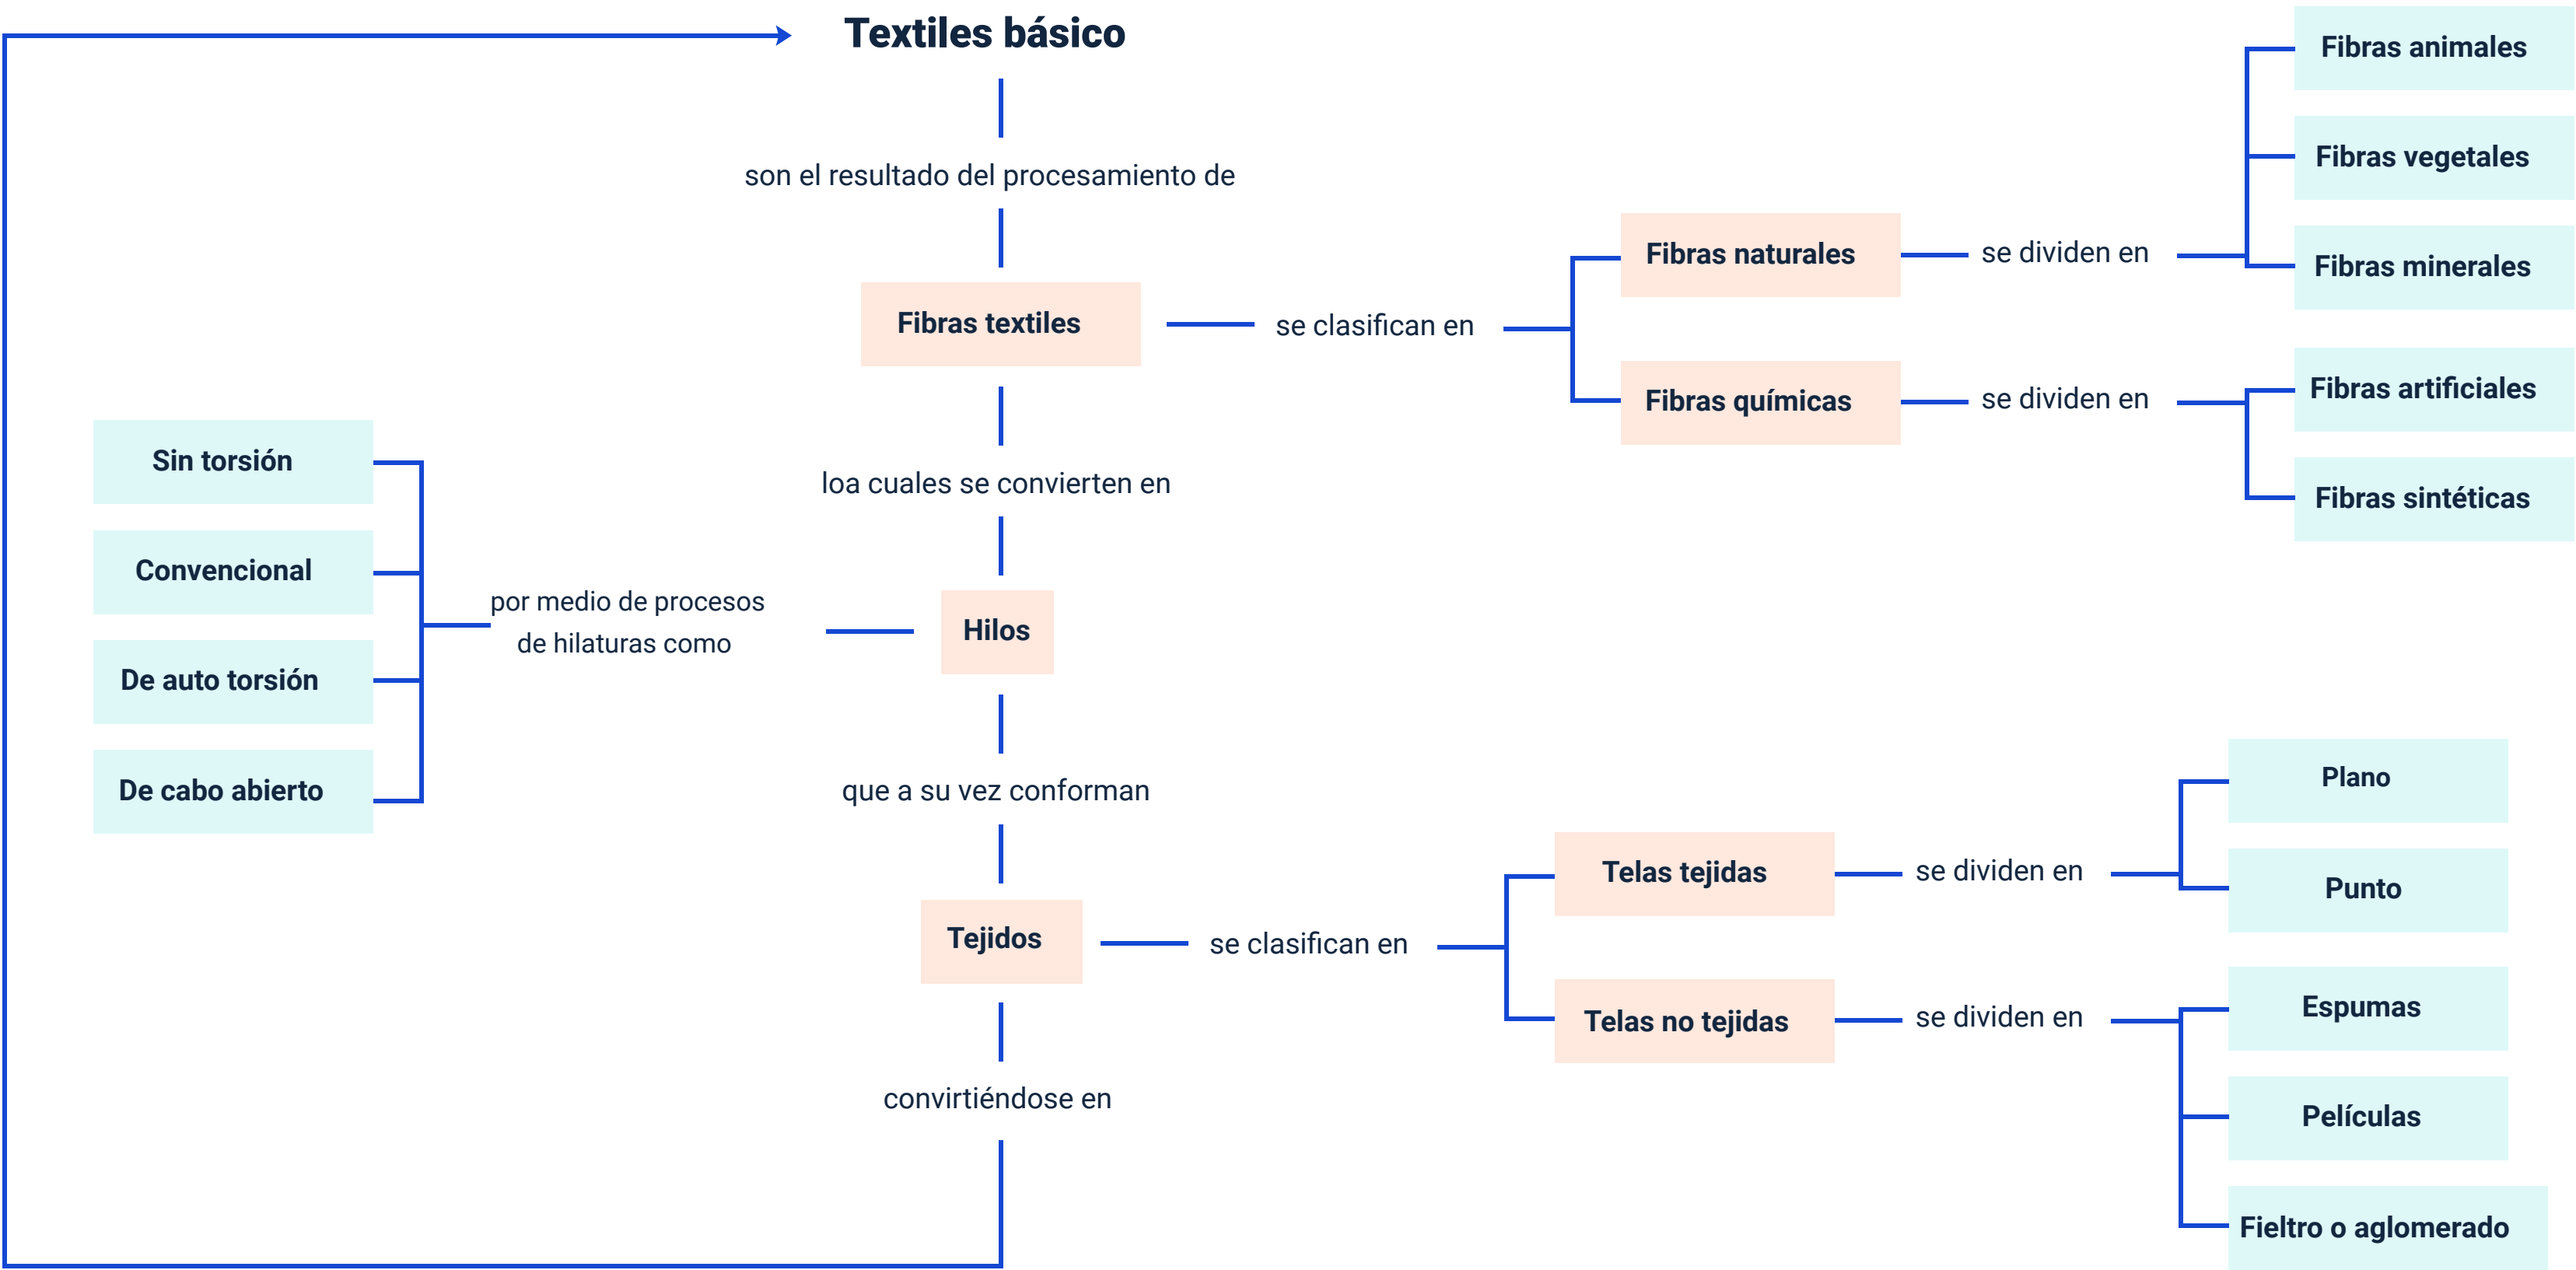 Textiles básico
son el resultado del procesamiento de
Fibras textiles
se clasifican en
Fibras naturales
se dividen en
Fibras animales
Fibras vegetales
Fibras minerales
Fibras químicas
se dividen en
Fibras artificiales
Fibras sintéticas
loa cuales se convierten en
Hilos
por medio de procesos
de hilaturas como
Sin torsión
Convencional
De auto torsión
De cabo abierto
que a su vez conforman
Tejidos
se clasifican en
Telas tejidas
se dividen en
Plano
Punto
Telas no tejidas
se dividen en
Espumas
Películas
Fieltro o aglomerado
convirtiéndose en